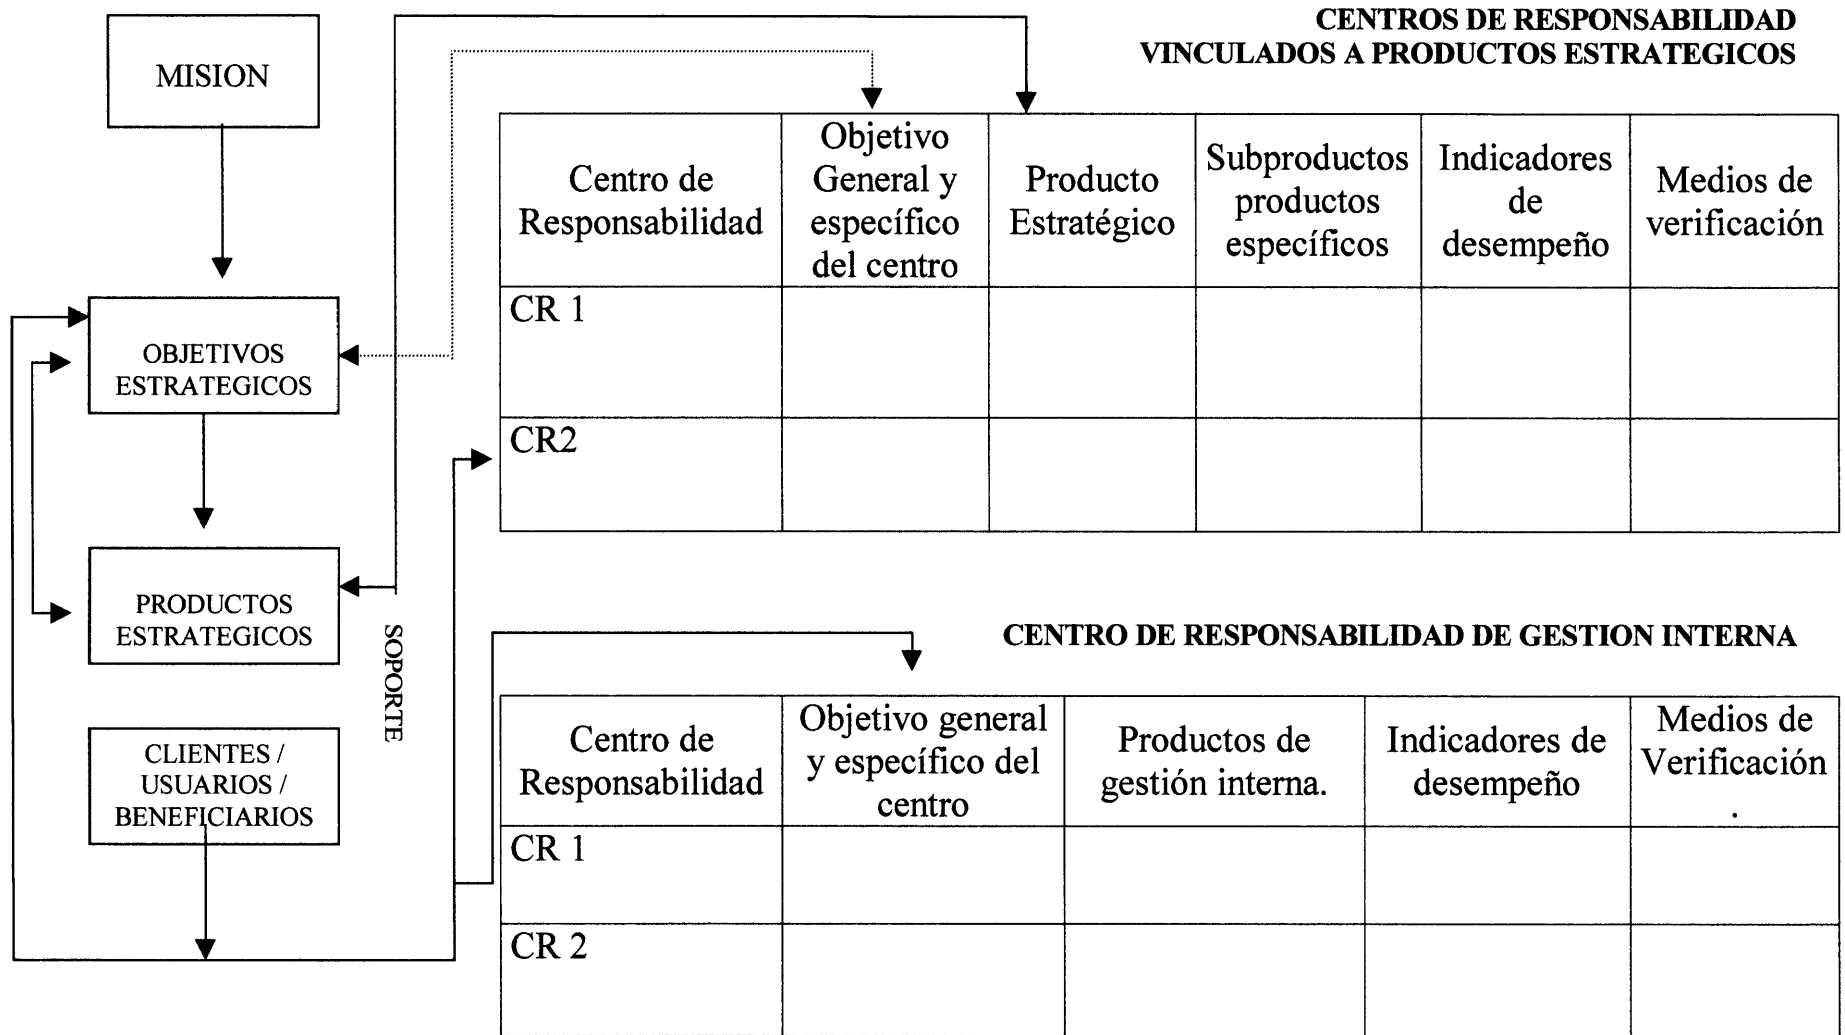 CENTROS DE RESPONSABILIDAD
VINCULADOS A PRODUCTOS ESTRATEGICOS
MISION
OBJETIVOS
ESTRATEGICOS
PRODUCTOS
ESTRATEGICOS
CLIENTES /
USUARIOS /
BENEFICIARIOS
SOPORTE
Centro de
Responsabilidad
Objetivo
General y
específico
del centro
Producto
Estratégico
Subproductos
productos
específicos
Indicadores
de
desempeño
Medios de
verificación
CR 1
CR2
CENTRO DE RESPONSABILIDAD DE GESTION INTERNA
Centro de
Responsabilidad
Objetivo general
y específico del
centro
Productos de
gestión interna.
Indicadores de
desempeño
Medios de
Verificación
.
CR 1
CR 2